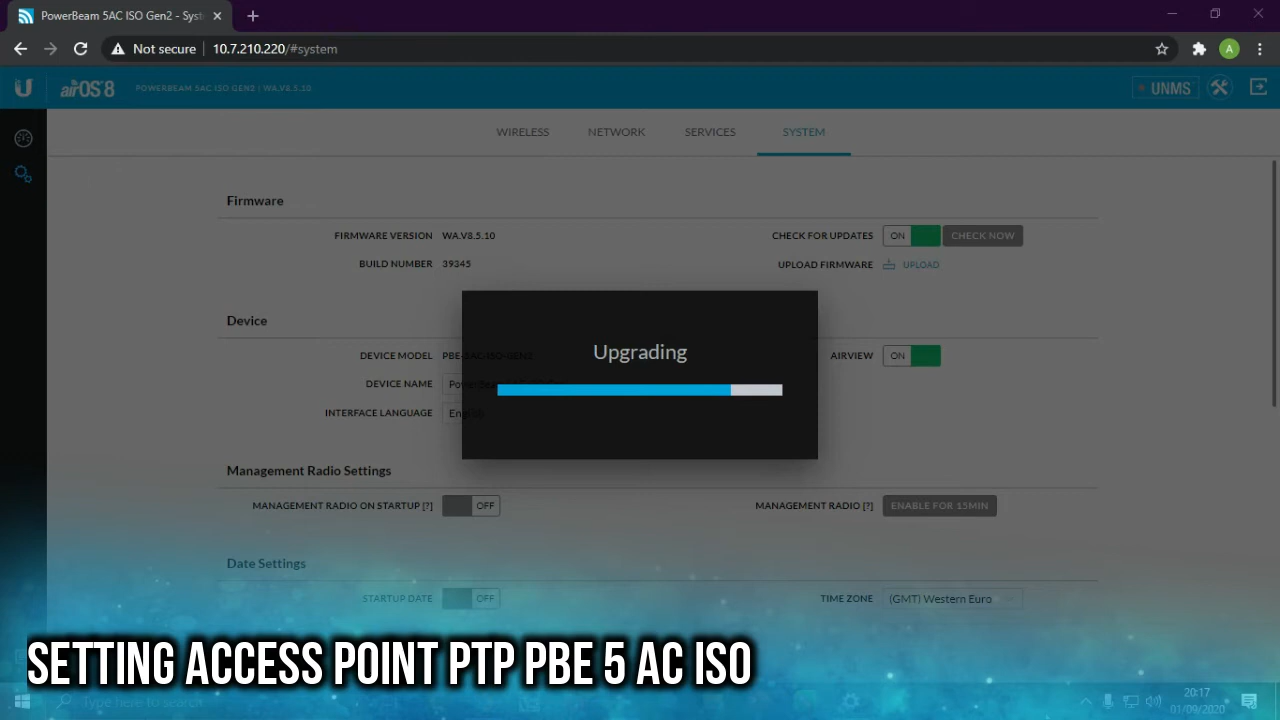 PowerBeam 5AC ISO Gen2 - Syst
Not secure
10.7.210.220/#system
A
U
airOS 8
POWERBEAM 5AC ISO GEN2 / WA.V8.5.10
UNMS
WIRELESS
NETWORK
SERVICES
SYSTEM
Firmware
FIRMWARE VERSION WA.V8.5.10
CHECK FOR UPDATES ON CHECK NOW
BUILD NUMBER 39345
UPLOAD FIRMWARE UPLOAD
Device
Upgrading
DEVICE MODEL PBE-5AC-ISO-GEN2
AIRVIEW ON
DEVICE NAME
INTERFACE LANGUAGE English
Management Radio Settings
MANAGEMENT RADIO ON STARTUP [?] OFF
MANAGEMENT RADIO [?] ENABLE FOR 15MIN
Date Settings
STARTUP DATE OFF
TIME ZONE (GMT) Western Euro
SETTING ACCESS POINT PTP PBE 5 AC ISO
Type here to search
20:17
01/09/2020